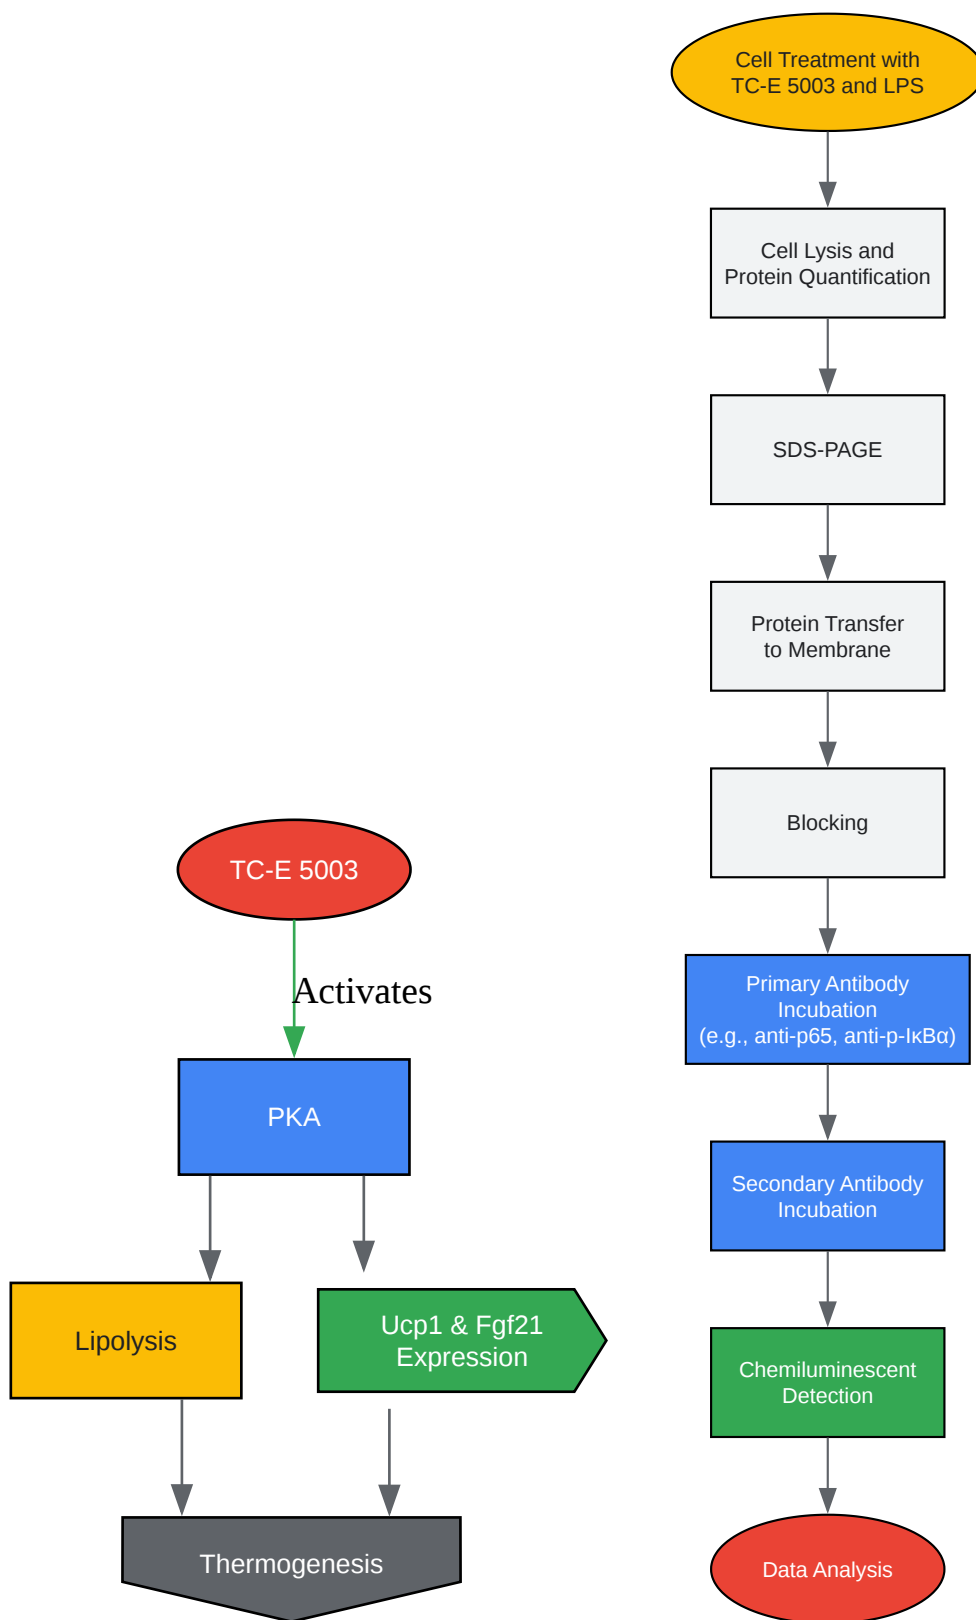 Cell Treatment with
TC-E 5003 and LPS
Cell Lysis and
Protein Quantification
SDS-PAGE
Protein Transfer
to Membrane
Blocking
Primary Antibody
Incubation
(e.g., anti-p65, anti-p-IκBα)
Secondary Antibody
Incubation
Chemiluminescent
Detection
Data Analysis
TC-E 5003
Activates
PKA
Lipolysis
Ucp1 & Fgf21
Expression
Thermogenesis